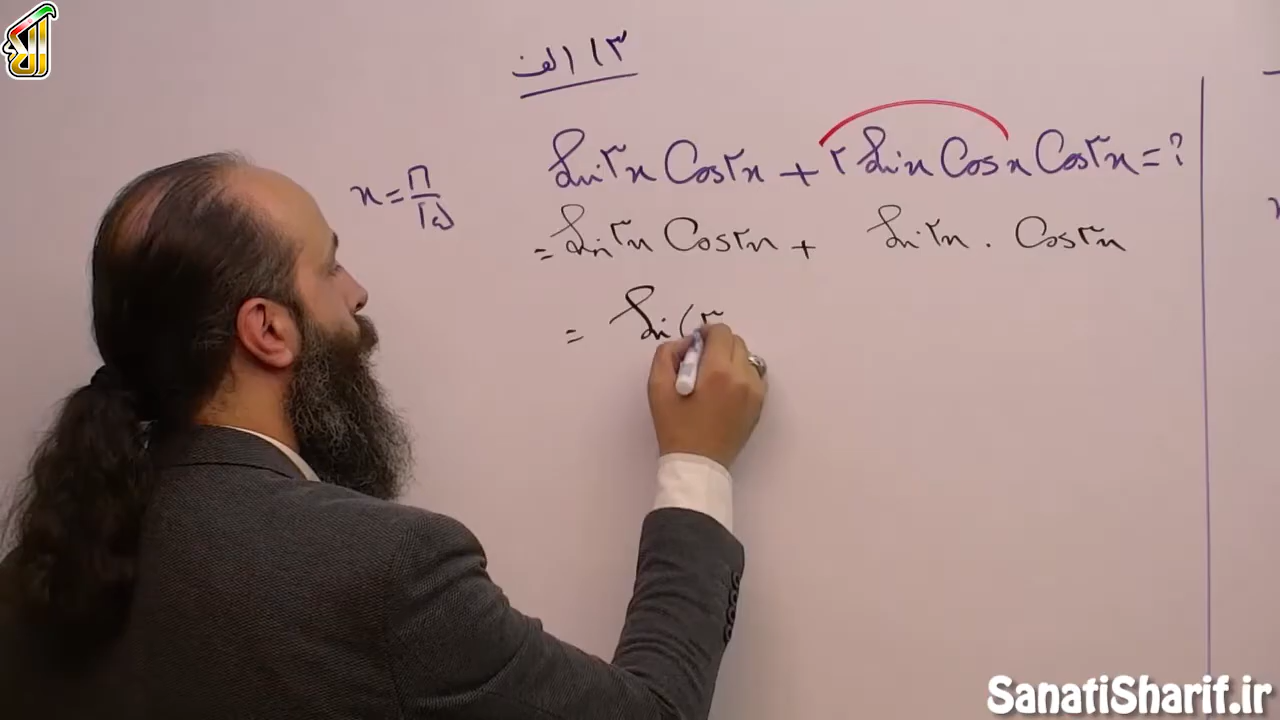 ۱۳ الف
Sin۳x Cos۲x + ۲ Sinx Cosx Cos۳x = ?
x = π/۱۵
= Sin۳x Cos۲x + Sin۲x . Cos۳x
= Sin(۳
SanatiSharif.ir